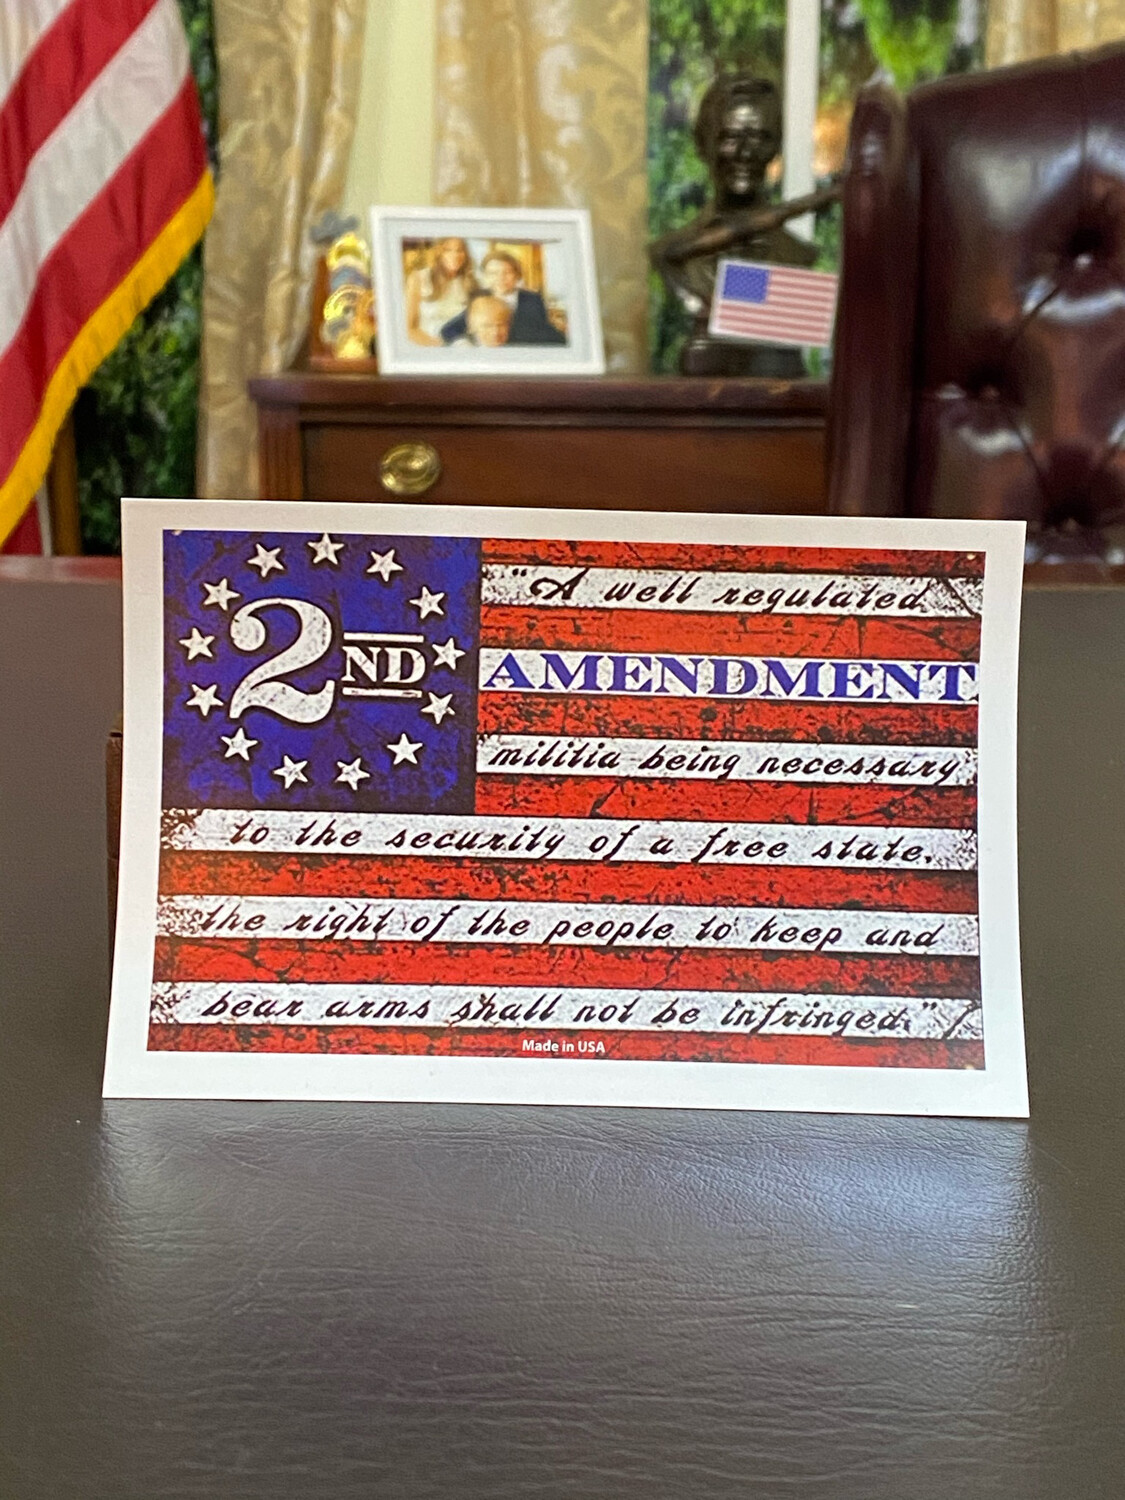 2ND
"A well regulated
AMENDMENT
militia being necessary
to the security of a free state,
the right of the people to keep and
bear arms shall not be infringed."
Made in USA